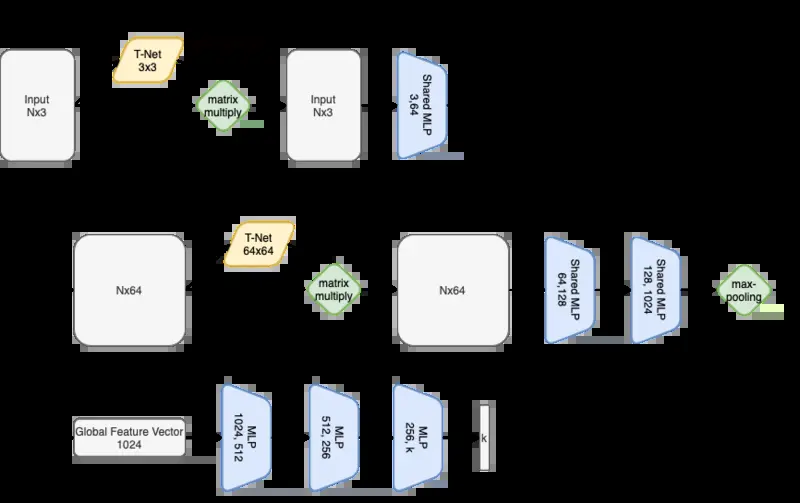 T-Net
3x3
Input
Nx3
matrix
multiply
Input
Nx3
Shared MLP
3,64
T-Net
64x64
Nx64
matrix
multiply
Nx64
Shared MLP
64,128
Shared MLP
128, 1024
max-
pooling
Global Feature Vector
1024
MLP
1024, 512
MLP
512, 256
MLP
256, k
k